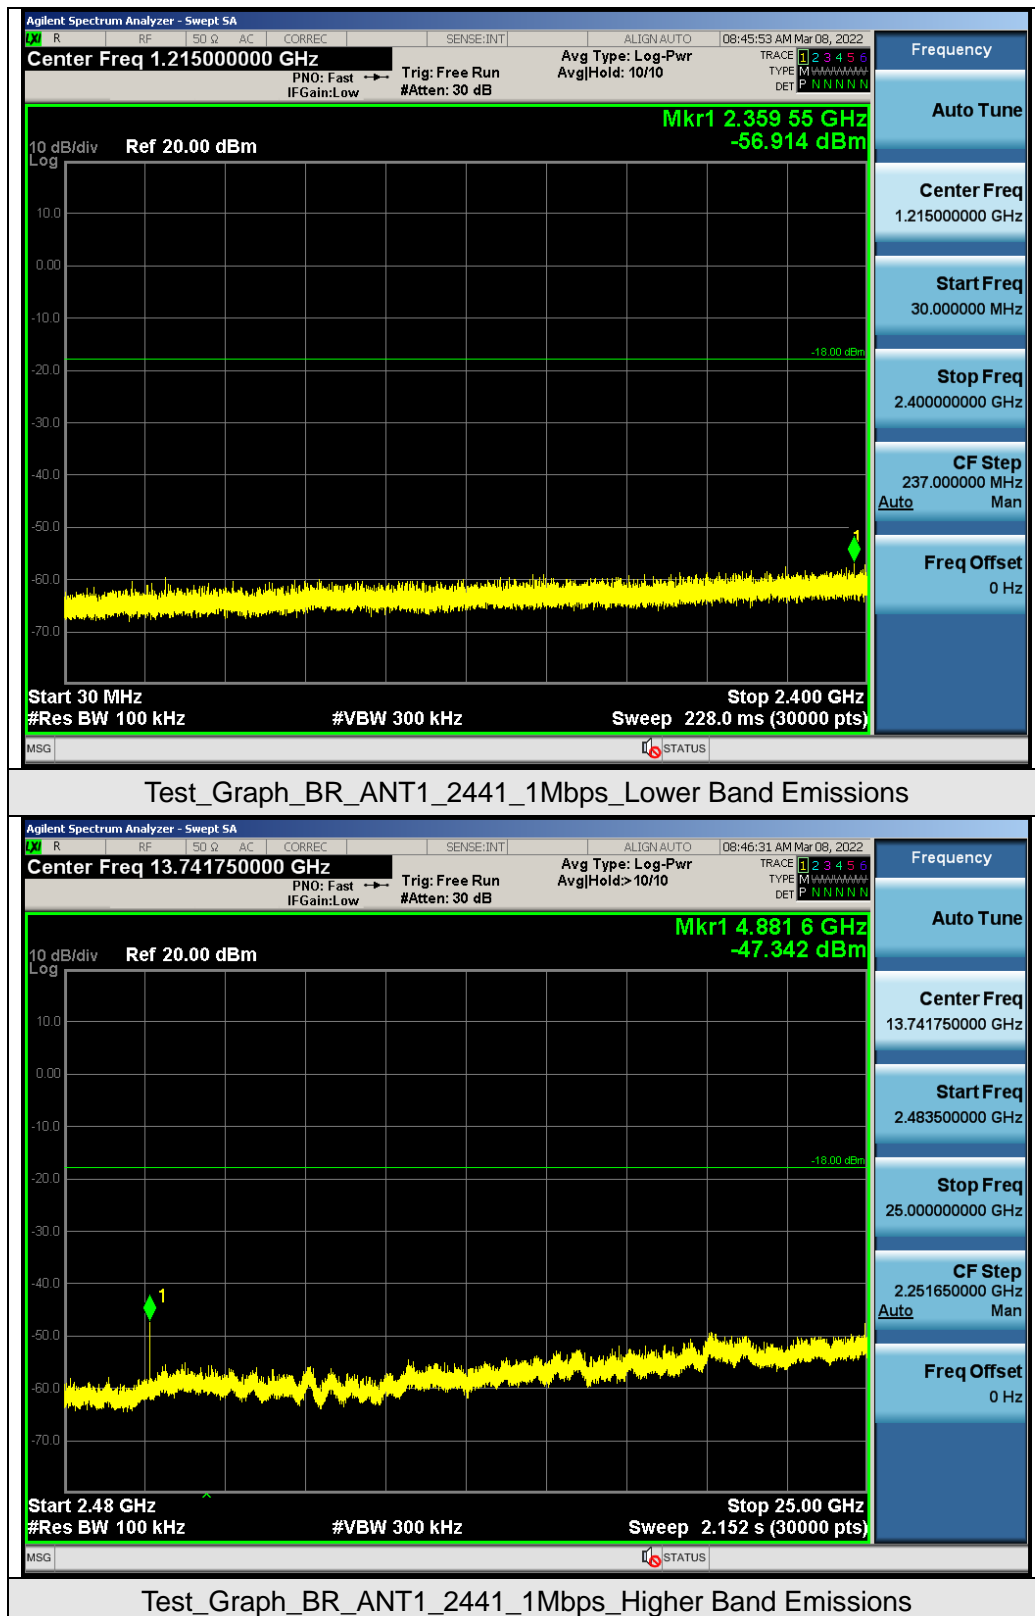 Agilent Spectrum Analyzer - Swept SA
LXI R RF 50 Ω AC CORREC SENSE:INT ALIGN AUTO 08:45:53 AM Mar 08, 2022
Center Freq 1.215000000 GHz
PNO: Fast Trig: Free Run Avg Type: Log-Pwr TRACE 1 2 3 4 5 6
IFGain:Low #Atten: 30 dB Avg|Hold: 10/10 TYPE M WWWWW
DET P N N N N N
Mkr1 2.359 55 GHz
-56.914 dBm
10 dB/div Ref 20.00 dBm
Log
10.0
0.00
-10.0
-18.00 dBm
-20.0
-30.0
-40.0
-50.0
1
-60.0
-70.0
Start 30 MHz Stop 2.400 GHz
#Res BW 100 kHz #VBW 300 kHz Sweep 228.0 ms (30000 pts)
MSG STATUS
Frequency
Auto Tune
Center Freq
1.215000000 GHz
Start Freq
30.000000 MHz
Stop Freq
2.400000000 GHz
CF Step
237.000000 MHz
Auto Man
Freq Offset
0 Hz
Test_Graph_BR_ANT1_2441_1Mbps_Lower Band Emissions
Agilent Spectrum Analyzer - Swept SA
LXI R RF 50 Ω AC CORREC SENSE:INT ALIGN AUTO 08:46:31 AM Mar 08, 2022
Center Freq 13.741750000 GHz
PNO: Fast Trig: Free Run Avg Type: Log-Pwr TRACE 1 2 3 4 5 6
IFGain:Low #Atten: 30 dB Avg|Hold:>10/10 TYPE M WWWWW
DET P N N N N N
Mkr1 4.881 6 GHz
-47.342 dBm
10 dB/div Ref 20.00 dBm
Log
10.0
0.00
-10.0
-18.00 dBm
-20.0
-30.0
-40.0
1
-50.0
-60.0
-70.0
Start 2.48 GHz Stop 25.00 GHz
#Res BW 100 kHz #VBW 300 kHz Sweep 2.152 s (30000 pts)
MSG STATUS
Frequency
Auto Tune
Center Freq
13.741750000 GHz
Start Freq
2.483500000 GHz
Stop Freq
25.000000000 GHz
CF Step
2.251650000 GHz
Auto Man
Freq Offset
0 Hz
Test_Graph_BR_ANT1_2441_1Mbps_Higher Band Emissions